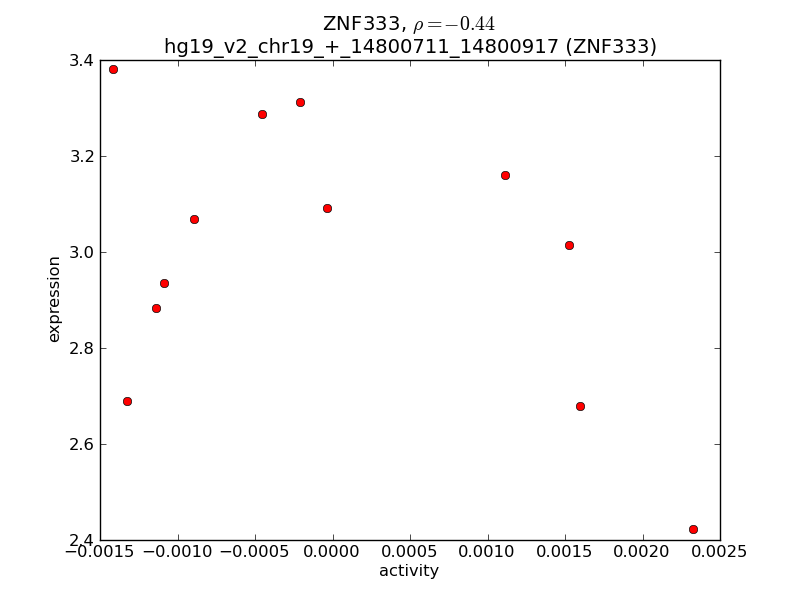 ZNF333, ρ = −0.44
hg19_v2_chr19_+_14800711_14800917 (ZNF333)
3.4
3.2
3.0
2.8
2.6
2.4
expression
−0.0015 −0.0010 −0.0005 0.0000 0.0005 0.0010 0.0015 0.0020 0.0025
activity